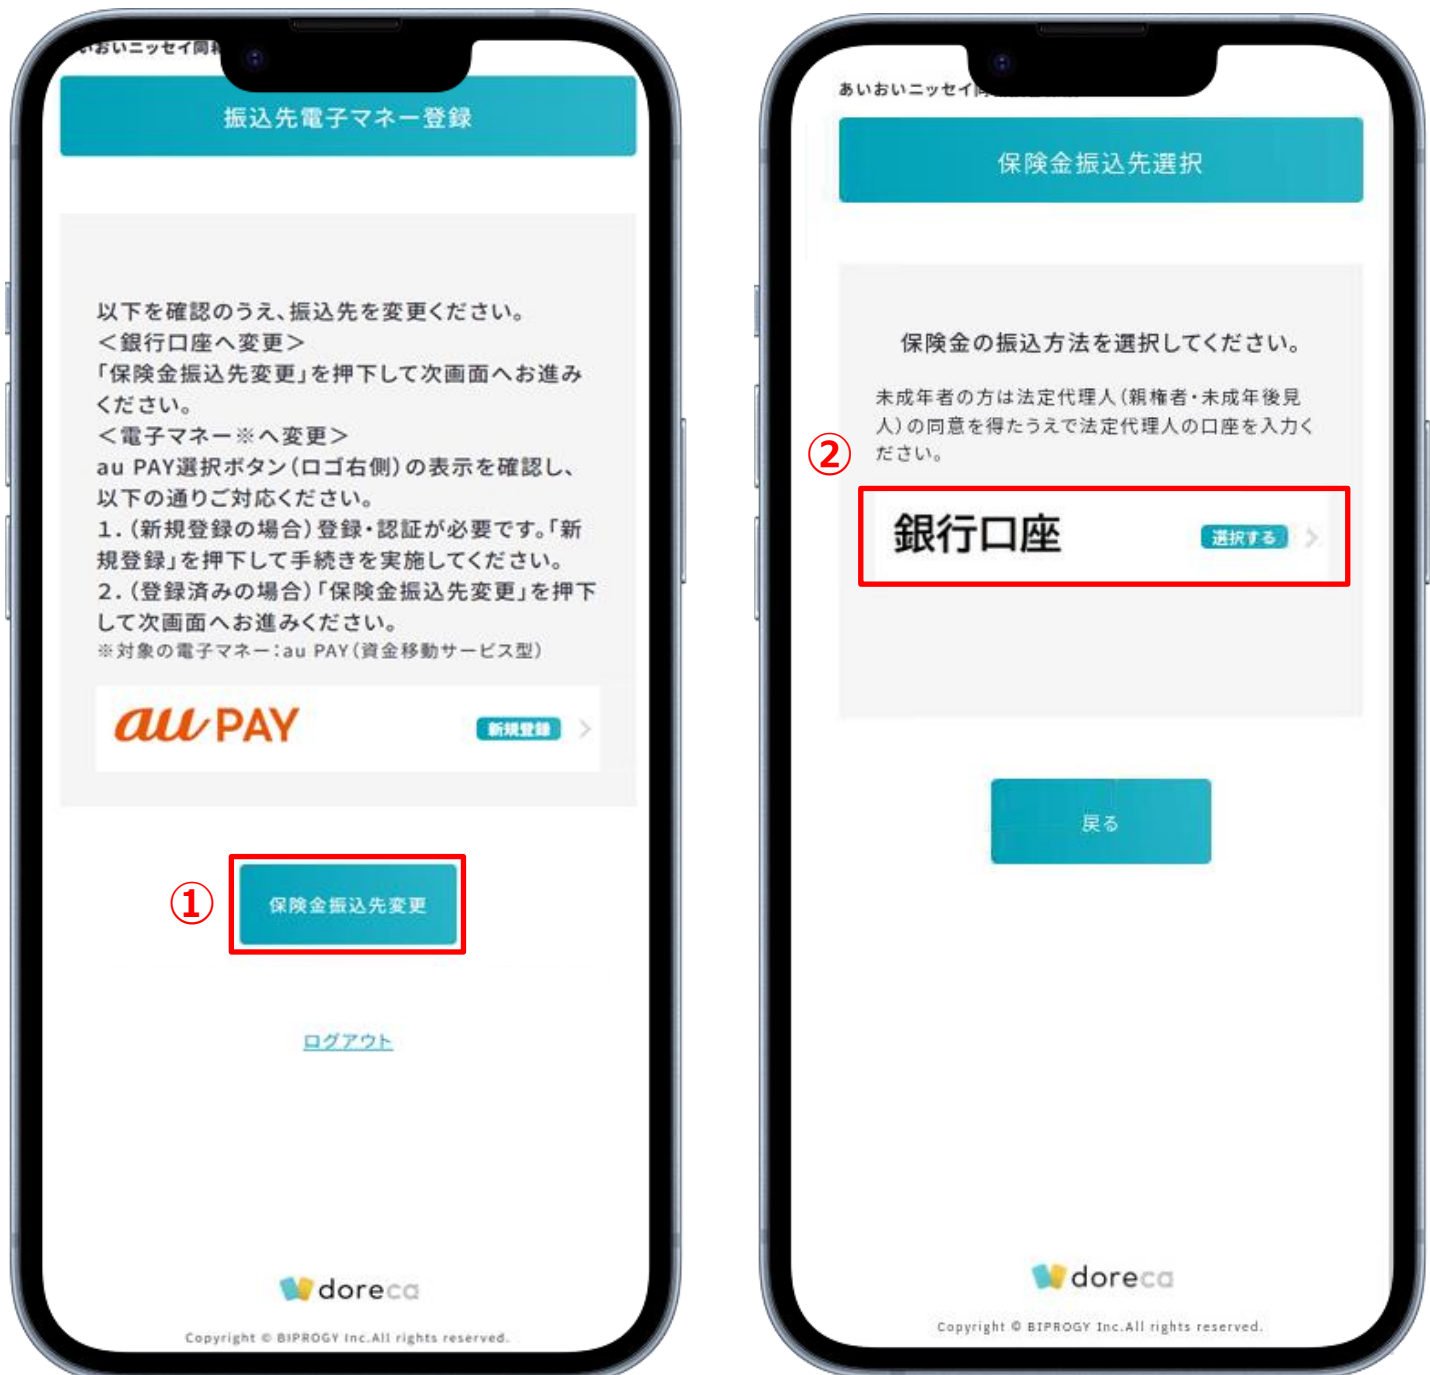 いおいニッセイ同
振込先電子マネー登録
以下を確認のうえ、振込先を変更ください。
＜銀行口座へ変更＞
「保険金振込先変更」を押下して次画面へお進み
ください。
＜電子マネー※へ変更＞
au PAY選択ボタン（ロゴ右側）の表示を確認し、
以下の通りご対応ください。
１．（新規登録の場合）登録・認証が必要です。「新
規登録」を押下して手続きを実施してください。
２．（登録済みの場合）「保険金振込先変更」を押下
して次画面へお進みください。
※対象の電子マネー：au PAY（資金移動サービス型）
au PAY
新規登録
①
保険金振込先変更
ログアウト
doreca
Copyright © BIPROGY Inc.All rights reserved.
あいおいニッセイ
保険金振込先選択
保険金の振込方法を選択してください。
未成年者の方は法定代理人（親権者・未成年後見
人）の同意を得たうえで法定代理人の口座を入力く
ださい。
②
銀行口座
選択する
戻る
doreca
Copyright © BIPROGY Inc.All rights reserved.